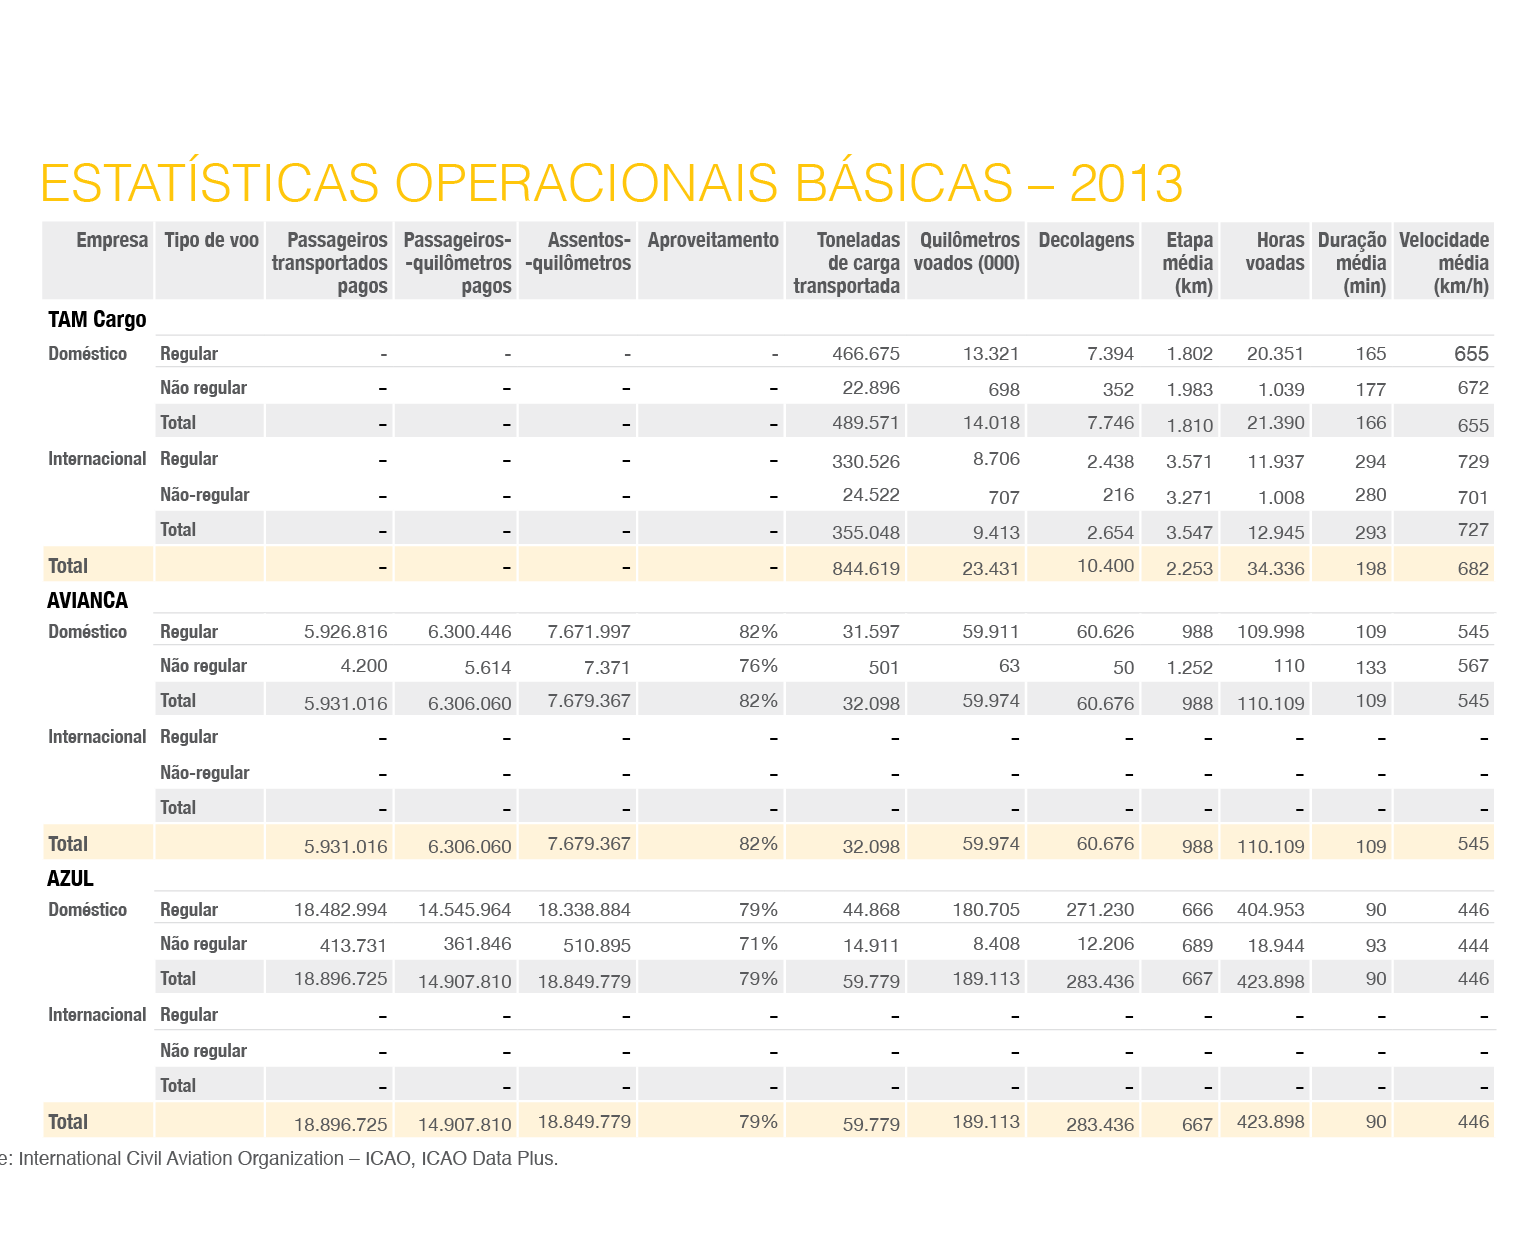 ESTATÍSTICAS OPERACIONAIS BÁSICAS – 2013
Empresa Tipo de voo Passageiros transportados pagos Passageiros--quilômetros pagos Assentos--quilômetros Aproveitamento Toneladas de carga transportada Quilômetros voados (000) Decolagens Etapa média (km) Horas voadas Duração média (min) Velocidade média (km/h)
TAM Cargo
Doméstico Regular - - - - 466.675 13.321 7.394 1.802 20.351 165 655
Não regular – – – – 22.896 698 352 1.983 1.039 177 672
Total – – – – 489.571 14.018 7.746 1.810 21.390 166 655
Internacional Regular – – – – 330.526 8.706 2.438 3.571 11.937 294 729
Não-regular – – – – 24.522 707 216 3.271 1.008 280 701
Total – – – – 355.048 9.413 2.654 3.547 12.945 293 727
Total – – – – 844.619 23.431 10.400 2.253 34.336 198 682
AVIANCA
Doméstico Regular 5.926.816 6.300.446 7.671.997 82% 31.597 59.911 60.626 988 109.998 109 545
Não regular 4.200 5.614 7.371 76% 501 63 50 1.252 110 133 567
Total 5.931.016 6.306.060 7.679.367 82% 32.098 59.974 60.676 988 110.109 109 545
Internacional Regular – – – – – – – – – – –
Não-regular – – – – – – – – – – –
Total – – – – – – – – – – –
Total 5.931.016 6.306.060 7.679.367 82% 32.098 59.974 60.676 988 110.109 109 545
AZUL
Doméstico Regular 18.482.994 14.545.964 18.338.884 79% 44.868 180.705 271.230 666 404.953 90 446
Não regular 413.731 361.846 510.895 71% 14.911 8.408 12.206 689 18.944 93 444
Total 18.896.725 14.907.810 18.849.779 79% 59.779 189.113 283.436 667 423.898 90 446
Internacional Regular – – – – – – – – – – –
Não regular – – – – – – – – – – –
Total – – – – – – – – – – –
Total 18.896.725 14.907.810 18.849.779 79% 59.779 189.113 283.436 667 423.898 90 446
e: International Civil Aviation Organization – ICAO, ICAO Data Plus.